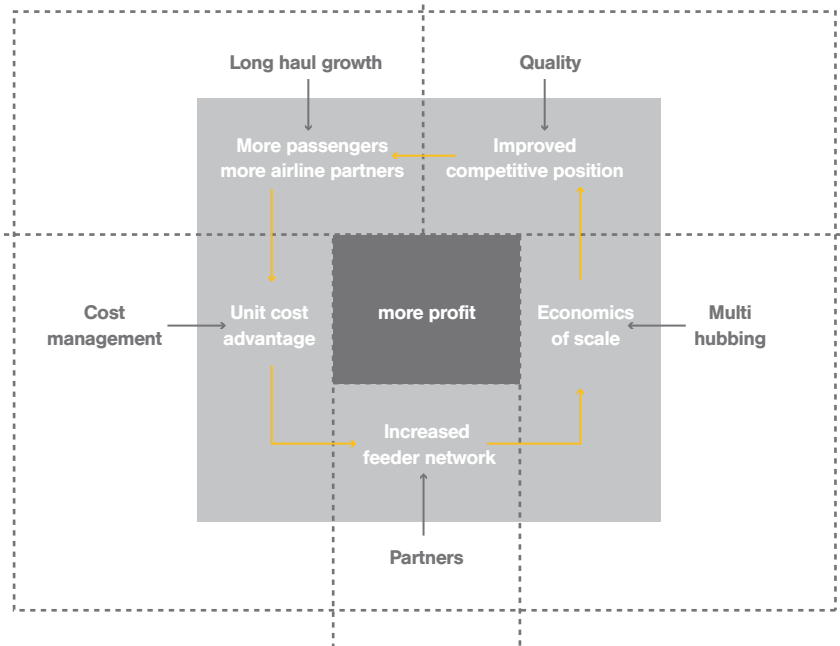 Long haul growth
Quality
More passengers
more airline partners
Improved
competitive position
Cost
management
Unit cost
advantage
more profit
Economics
of scale
Multi
hubbing
Increased
feeder network
Partners